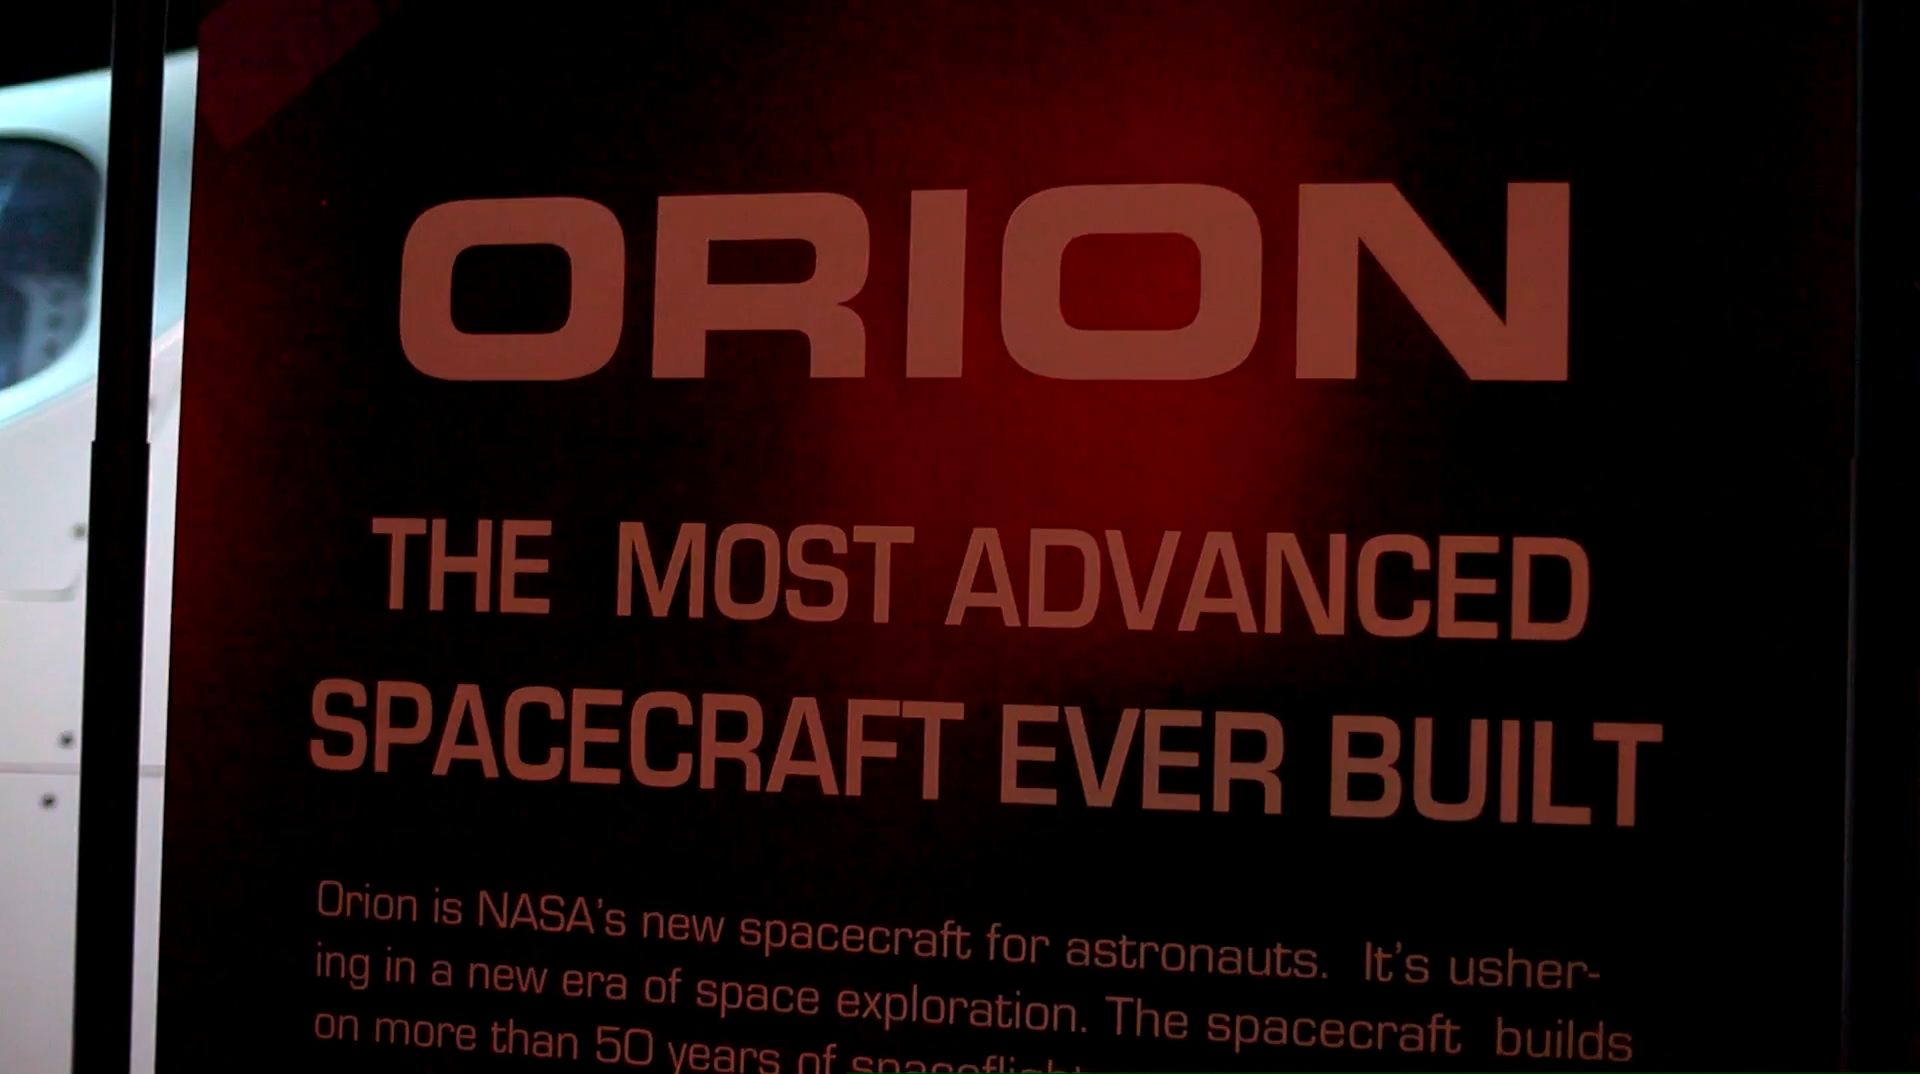 ORION
THE MOST ADVANCED
SPACECRAFT EVER BUILT
Orion is NASA's new spacecraft for astronauts. It's usher-
ing in a new era of space exploration. The spacecraft builds
on more than 50 years of spaceflight